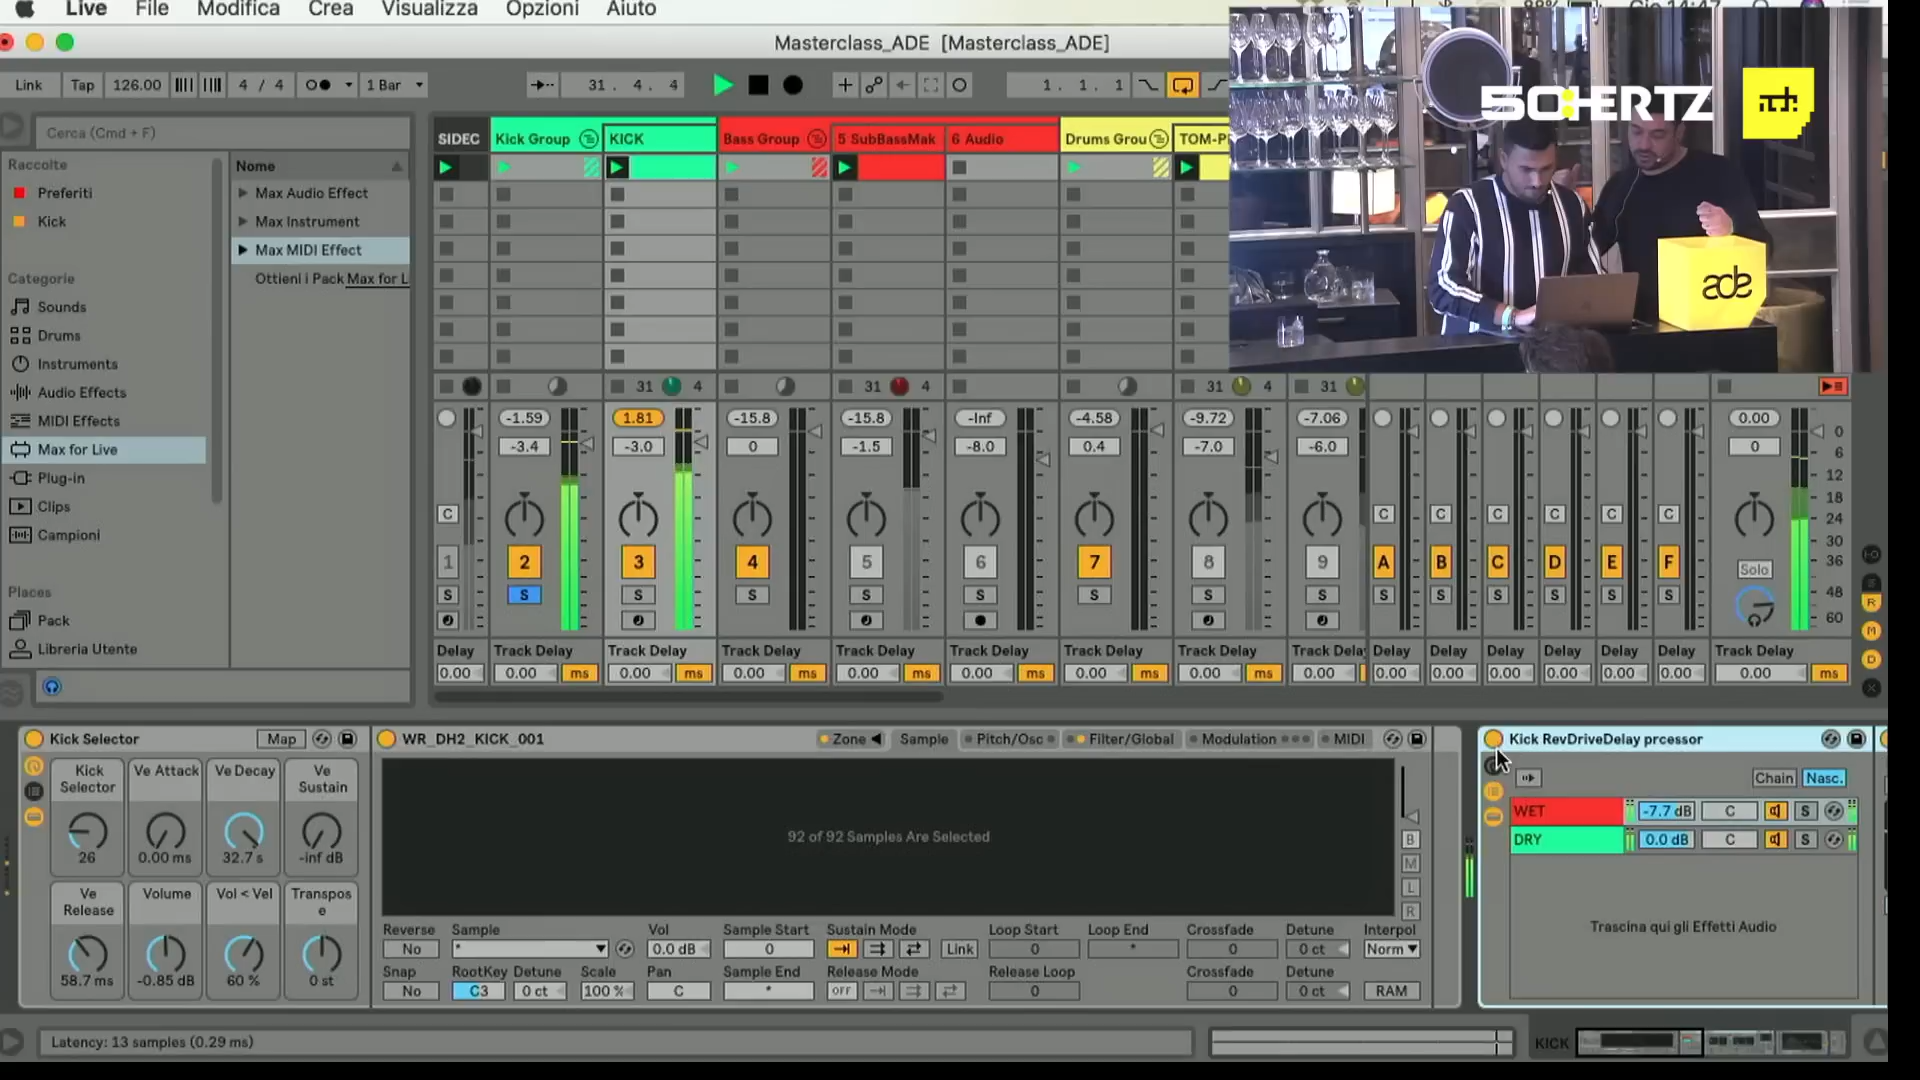 Live File Modifica Crea Visualizza Opzioni Aiuto
Masterclass_ADE [Masterclass_ADE]
50HERTZ
ade
Link Tap 126.00 4 / 4 1 Bar 31. 4. 4 1. 1. 1
Cerca (Cmd + F)
Raccolte
Preferiti
Kick
Categorie
Sounds
Drums
Instruments
Audio Effects
MIDI Effects
Max for Live
Plug-in
Clips
Campioni
Places
Pack
Libreria Utente
Nome
Max Audio Effect
Max Instrument
Max MIDI Effect
Ottieni i Pack Max for L
SIDEC Kick Group KICK Bass Group 5 SubBassMak 6 Audio Drums Grou TOM-P
31 4 31 4 31 4 31
-1.59 1.81 -15.8 -15.8 -Inf -4.58 -9.72 -7.06 0.00
-3.4 -3.0 0 -1.5 -8.0 0.4 -7.0 -6.0 0
0
6
12
18
24
30
36
48
60
C C C C C C C
1 2 3 4 5 6 7 8 9 A B C D E F Solo
S S S S S S S S S S S S S S S
R
M
D
Delay Track Delay Track Delay Track Delay Track Delay Track Delay Track Delay Track Delay Track Delay Delay Delay Delay Delay Delay Delay Track Delay
0.00 0.00 ms 0.00 ms 0.00 ms 0.00 ms 0.00 ms 0.00 ms 0.00 ms 0.00 0.00 0.00 0.00 0.00 0.00 0.00 0.00 ms
Kick Selector Map
Kick Selector Ve Attack Ve Decay Ve Sustain
26 0.00 ms 32.7 s -inf dB
Ve Release Volume Vol < Vel Transpose
58.7 ms -0.85 dB 60 % 0 st
WR_DH2_KICK_001 Zone Sample Pitch/Osc Filter/Global Modulation MIDI
92 of 92 Samples Are Selected
B
M
L
R
Reverse Sample Vol Sample Start Sustain Mode Loop Start Loop End Crossfade Detune Interpol
No * 0.0 dB 0 Link 0 * 0 0 ct Norm
Snap RootKey Detune Scale Pan Sample End Release Mode Release Loop Crossfade Detune
No C3 0 ct 100 % C * OFF 0 0 0 ct RAM
Kick RevDriveDelay prcessor
Chain Nasc.
WET -7.7 dB C S
DRY 0.0 dB C S
Trascina qui gli Effetti Audio
Latency: 13 samples (0.29 ms)
KICK